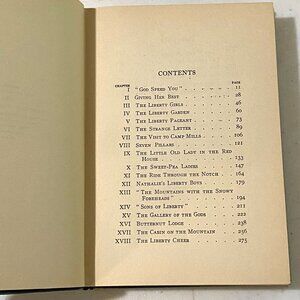 CONTENTS
CHAPTER PAGE
I "GOD SPEED YOU" 11
II GIVING HER BEST 28
III THE LIBERTY GIRLS 46
IV THE LIBERTY GARDEN 60
V THE LIBERTY PAGEANT 73
VI THE STRANGE LETTER 89
VII THE VISIT TO CAMP MILLS 104
VIII SEVEN PILLARS 121
IX THE LITTLE OLD LADY IN THE RED
HOUSE 133
X THE SWEET-PEA LADIES 147
XI THE RIDE THROUGH THE NOTCH 164
XII NATHALIE'S LIBERTY BOYS 179
XIII "THE MOUNTAINS WITH THE SNOWY
FOREHEADS" 194
XIV "SONS OF LIBERTY" 211
XV THE GALLERY OF THE GODS 222
XVI BUTTERNUT LODGE 238
XVII THE CABIN ON THE MOUNTAIN 256
XVIII THE LIBERTY CHEER 275